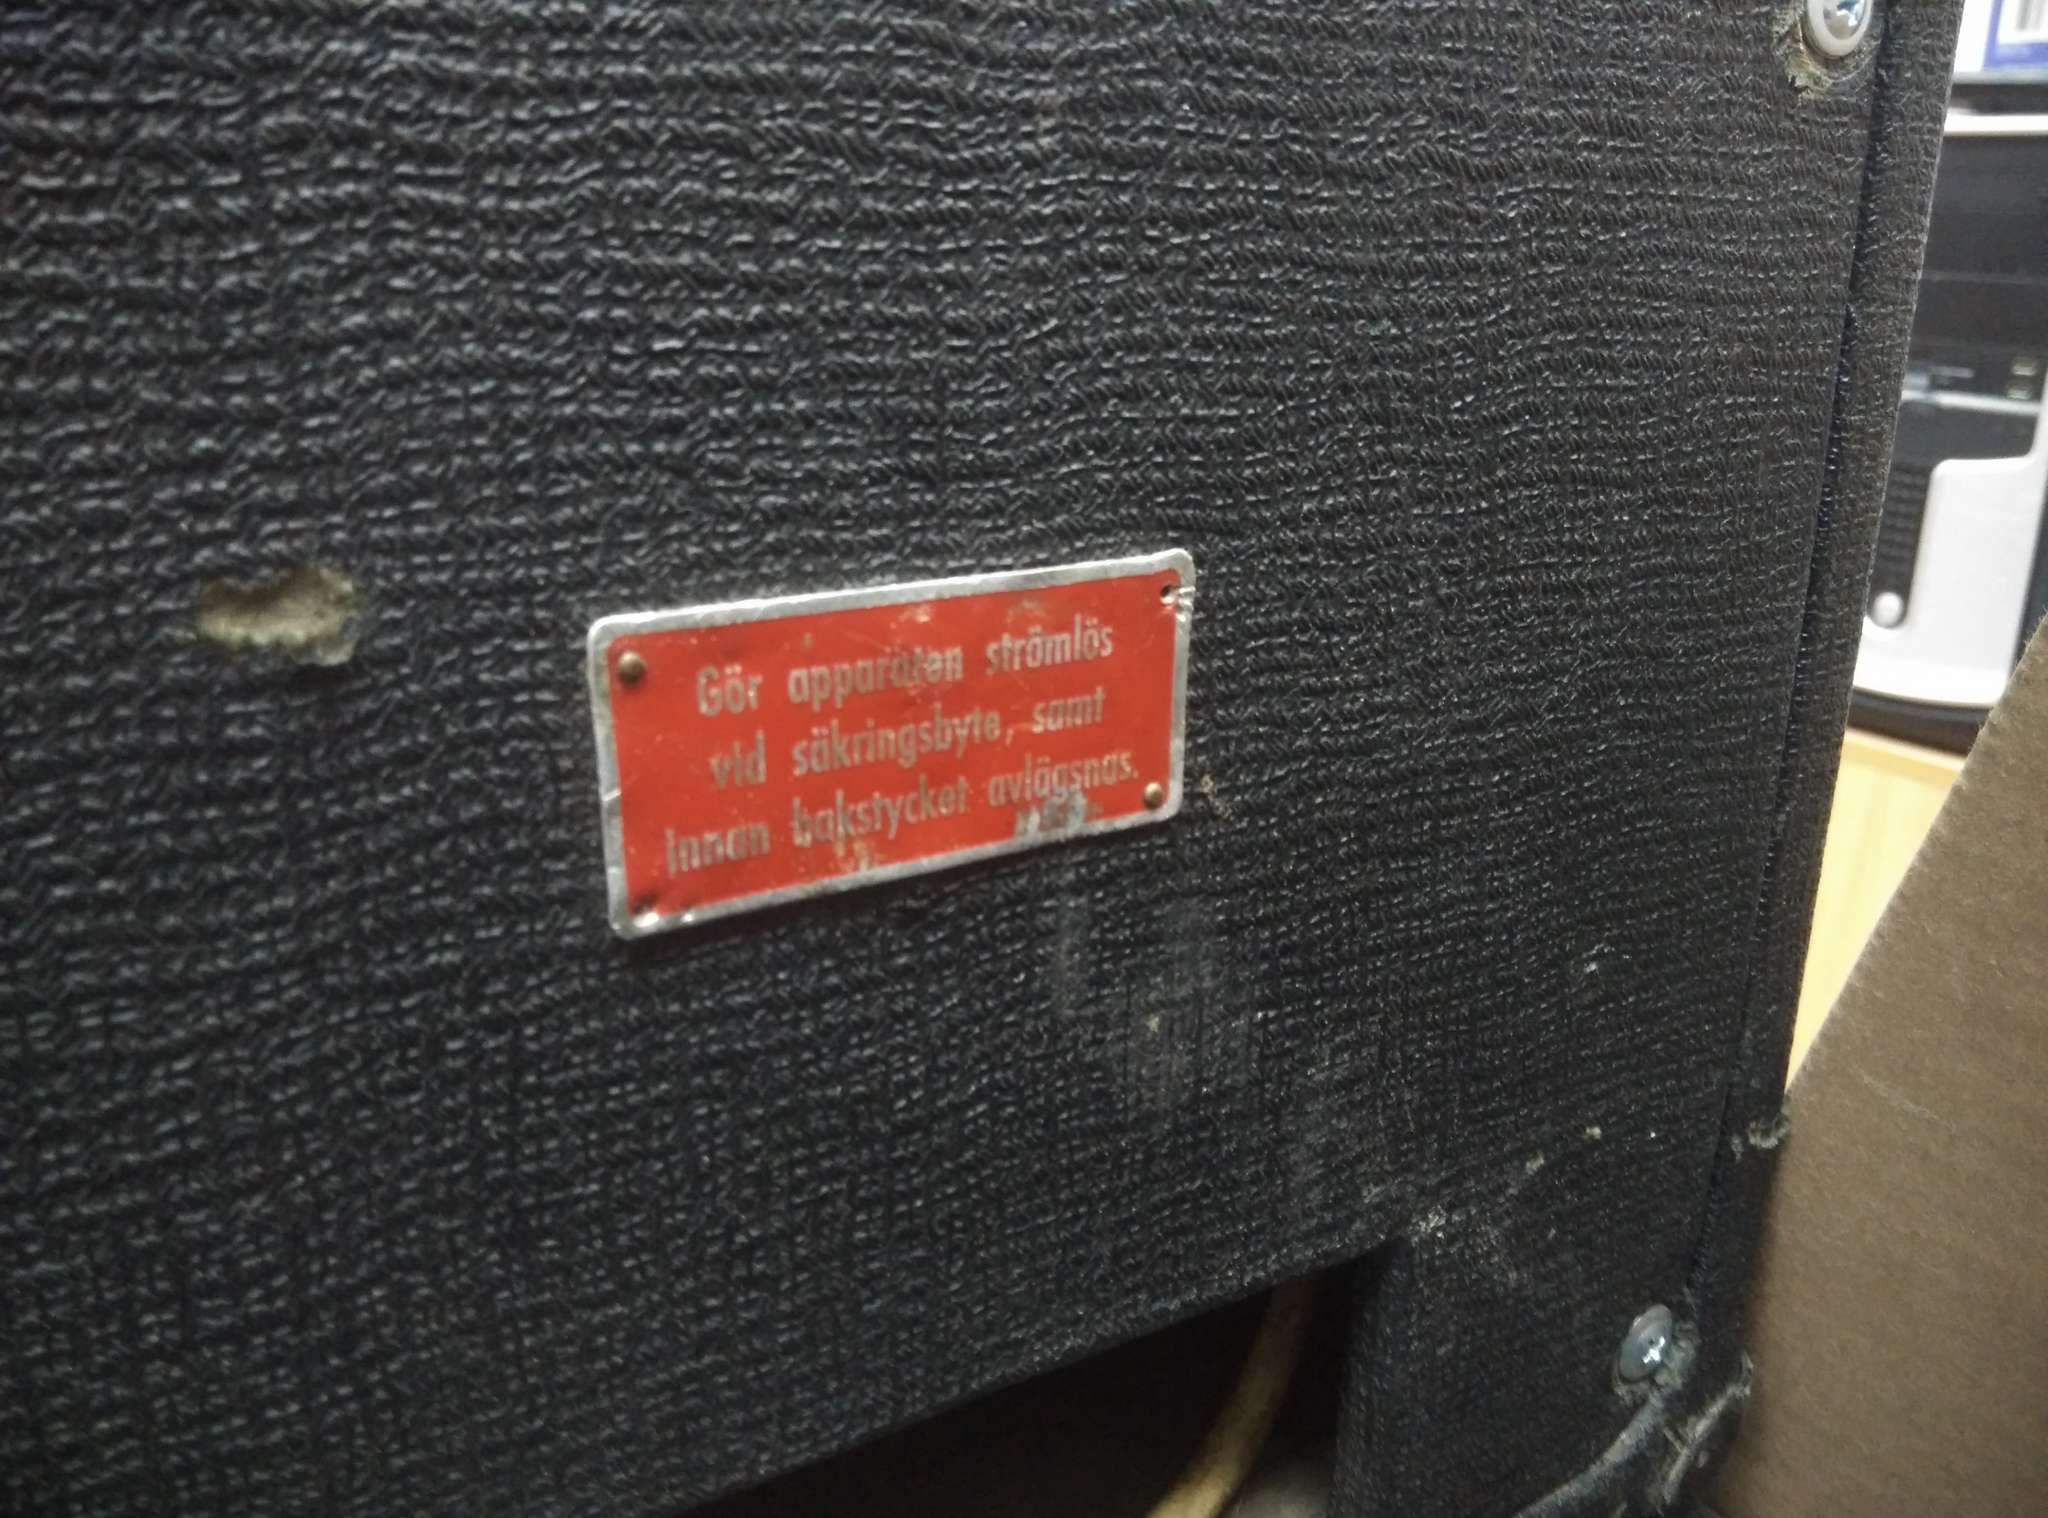 Gör apparaten strömlös
vid säkringsbyte, samt
innan bakstycket avlägsnas.